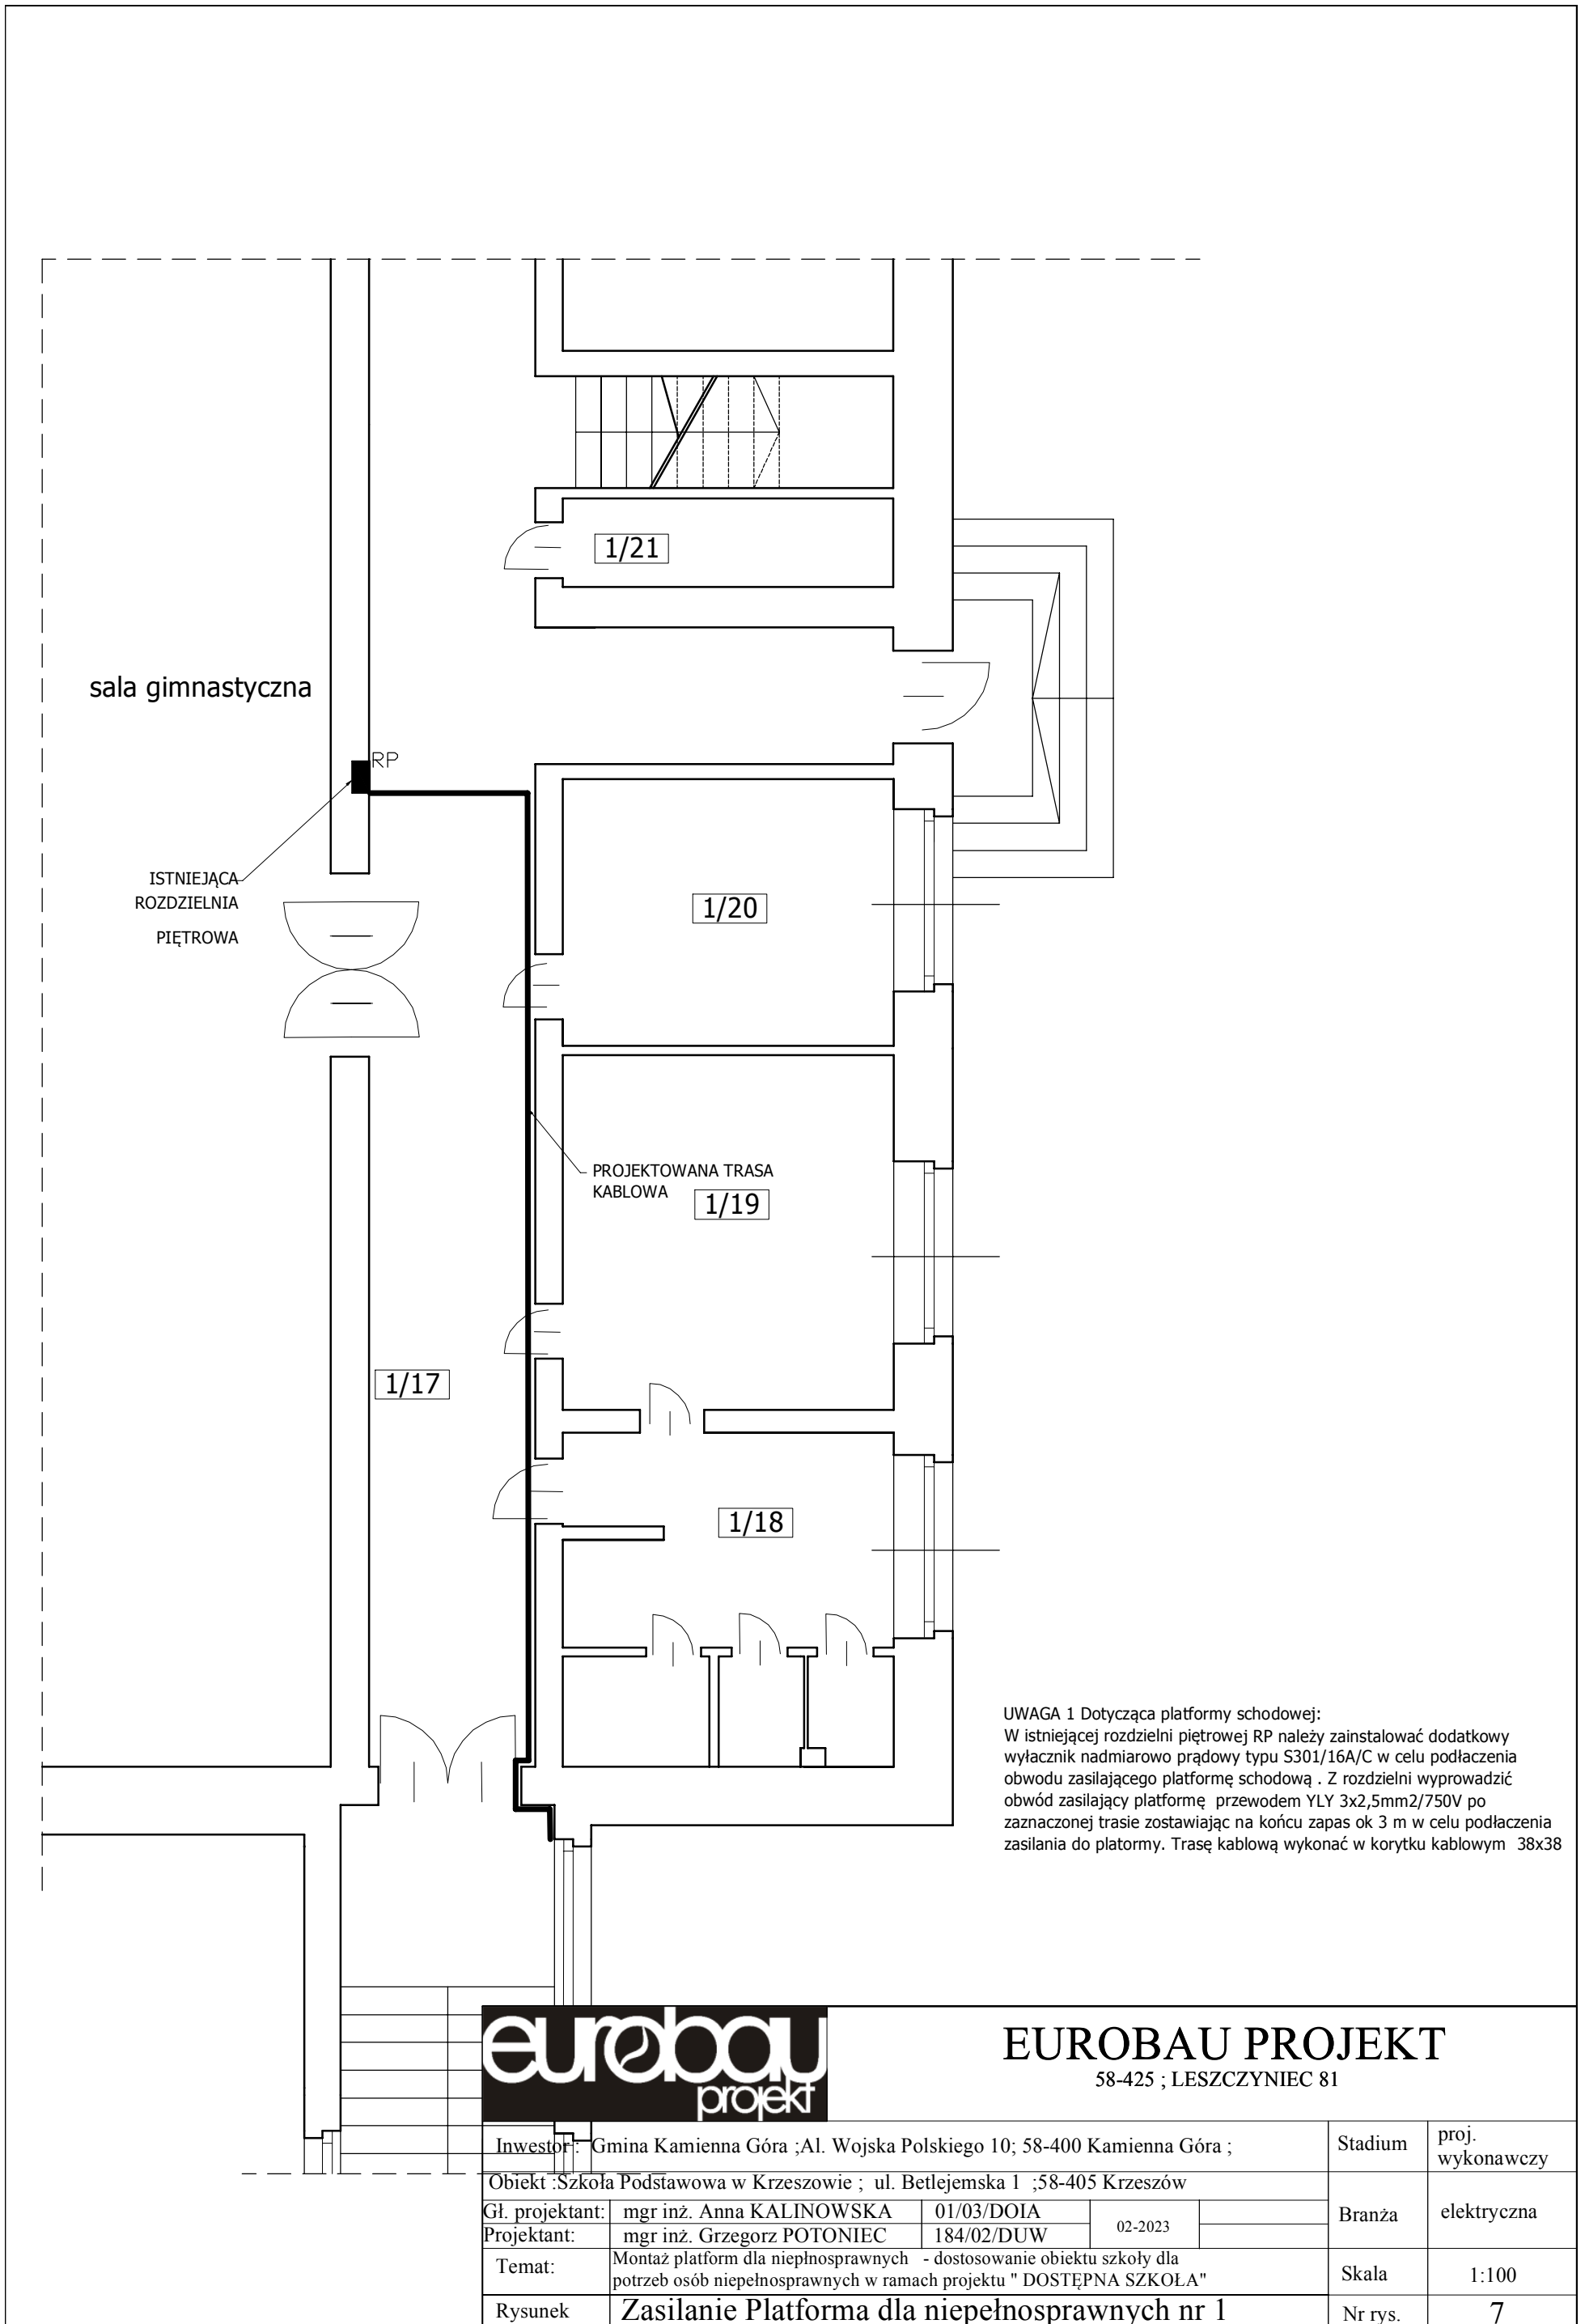 1/21
sala gimnastyczna
RP
ISTNIEJĄCA
ROZDZIELNIA
PIĘTROWA
1/20
PROJEKTOWANA TRASA
KABLOWA
1/19
1/17
1/18
UWAGA 1 Dotycząca platformy schodowej:
W istniejącej rozdzielni piętrowej RP należy zainstalować dodatkowy
wyłacznik nadmiarowo prądowy typu S301/16A/C w celu podłaczenia
obwodu zasilającego platformę schodową . Z rozdzielni wyprowadzić
obwód zasilający platformę przewodem YLY 3x2,5mm2/750V po
zaznaczonej trasie zostawiając na końcu zapas ok 3 m w celu podłaczenia
zasilania do platormy. Trasę kablową wykonać w korytku kablowym 38x38
eurobau
projekt
EUROBAU PROJEKT
58-425 ; LESZCZYNIEC 81
Inwestor : Gmina Kamienna Góra ;Al. Wojska Polskiego 10; 58-400 Kamienna Góra ;
Stadium
proj.
wykonawczy
Obiekt :Szkoła Podstawowa w Krzeszowie ; ul. Betlejemska 1 ;58-405 Krzeszów
Gł. projektant: mgr inż. Anna KALINOWSKA 01/03/DOIA
Projektant: mgr inż. Grzegorz POTONIEC 184/02/DUW
02-2023
Branża
elektryczna
Temat:
Montaż platform dla niepłnosprawnych - dostosowanie obiektu szkoły dla
potrzeb osób niepełnosprawnych w ramach projektu " DOSTĘPNA SZKOŁA"
Skala
1:100
Rysunek
Zasilanie Platforma dla niepełnosprawnych nr 1
Nr rys.
7